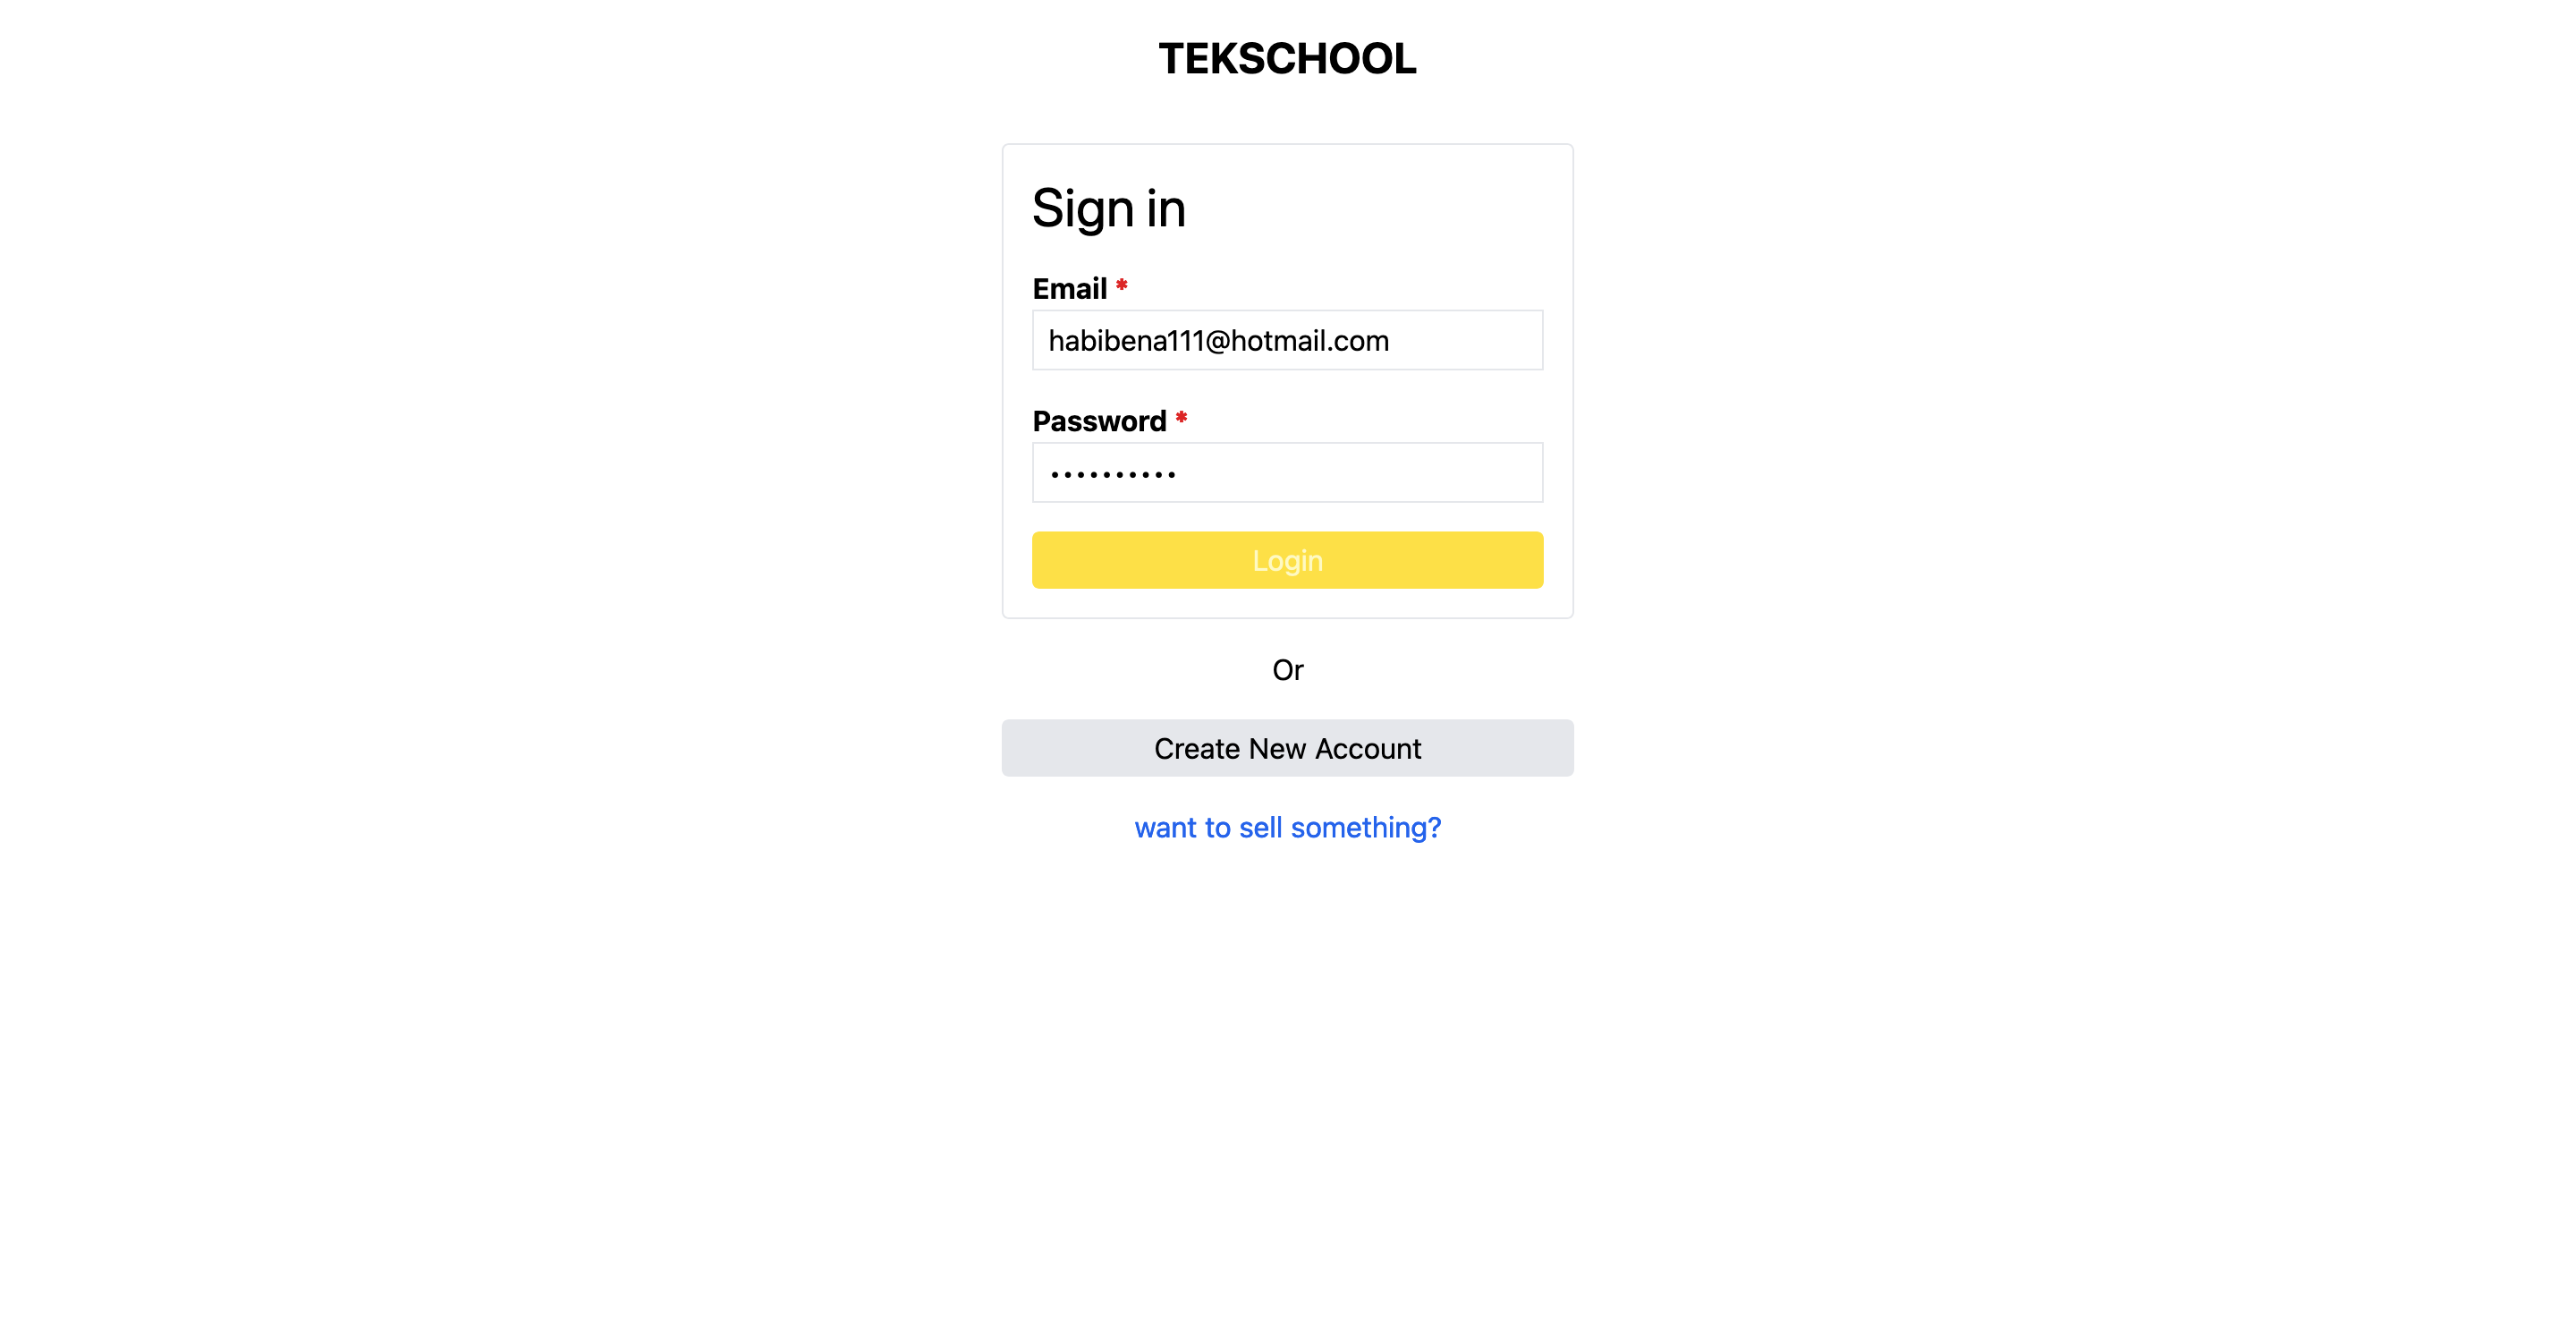 TEKSCHOOL
Sign in
Email *
habibena111@hotmail.com
Password *
••••••••••
Login
Or
Create New Account
want to sell something?